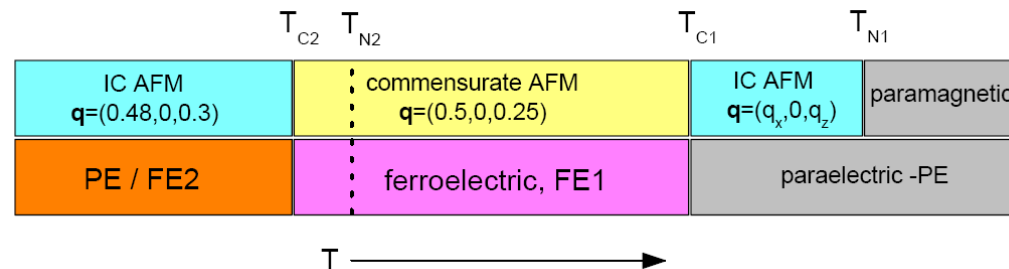 T_C2 T_N2 T_C1 T_N1
IC AFM
q=(0.48,0,0.3)
commensurate AFM
q=(0.5,0,0.25)
IC AFM
q=(q_x,0,q_z)
paramagnetic
PE / FE2
ferroelectric, FE1
paraelectric -PE
T